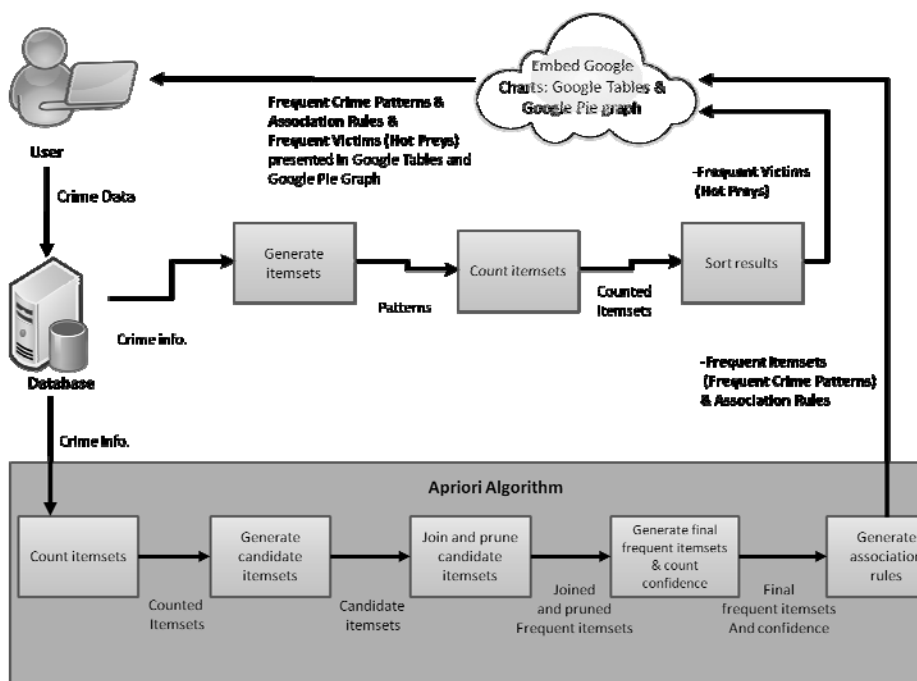 Embed Google
Charts: Google Tables &
Google Pie graph
Frequent Crime Patterns &
Association Rules &
Frequent Victims (Hot Preys)
presented in Google Tables and
Google Pie Graph
User
Crime Data
-Frequent Victims
(Hot Preys)
Generate
itemsets
Count itemsets
Sort results
Patterns
Counted
Itemsets
Crime info.
Database
-Frequent Itemsets
(Frequent Crime Patterns)
& Association Rules
Crime info.
Apriori Algorithm
Count itemsets
Generate
candidate
itemsets
Join and prune
candidate
itemsets
Generate final
frequent itemsets
& count
confidence
Generate
association
rules
Counted
Itemsets
Candidate
itemsets
Joined
and pruned
Frequent itemsets
Final
frequent itemsets
And confidence